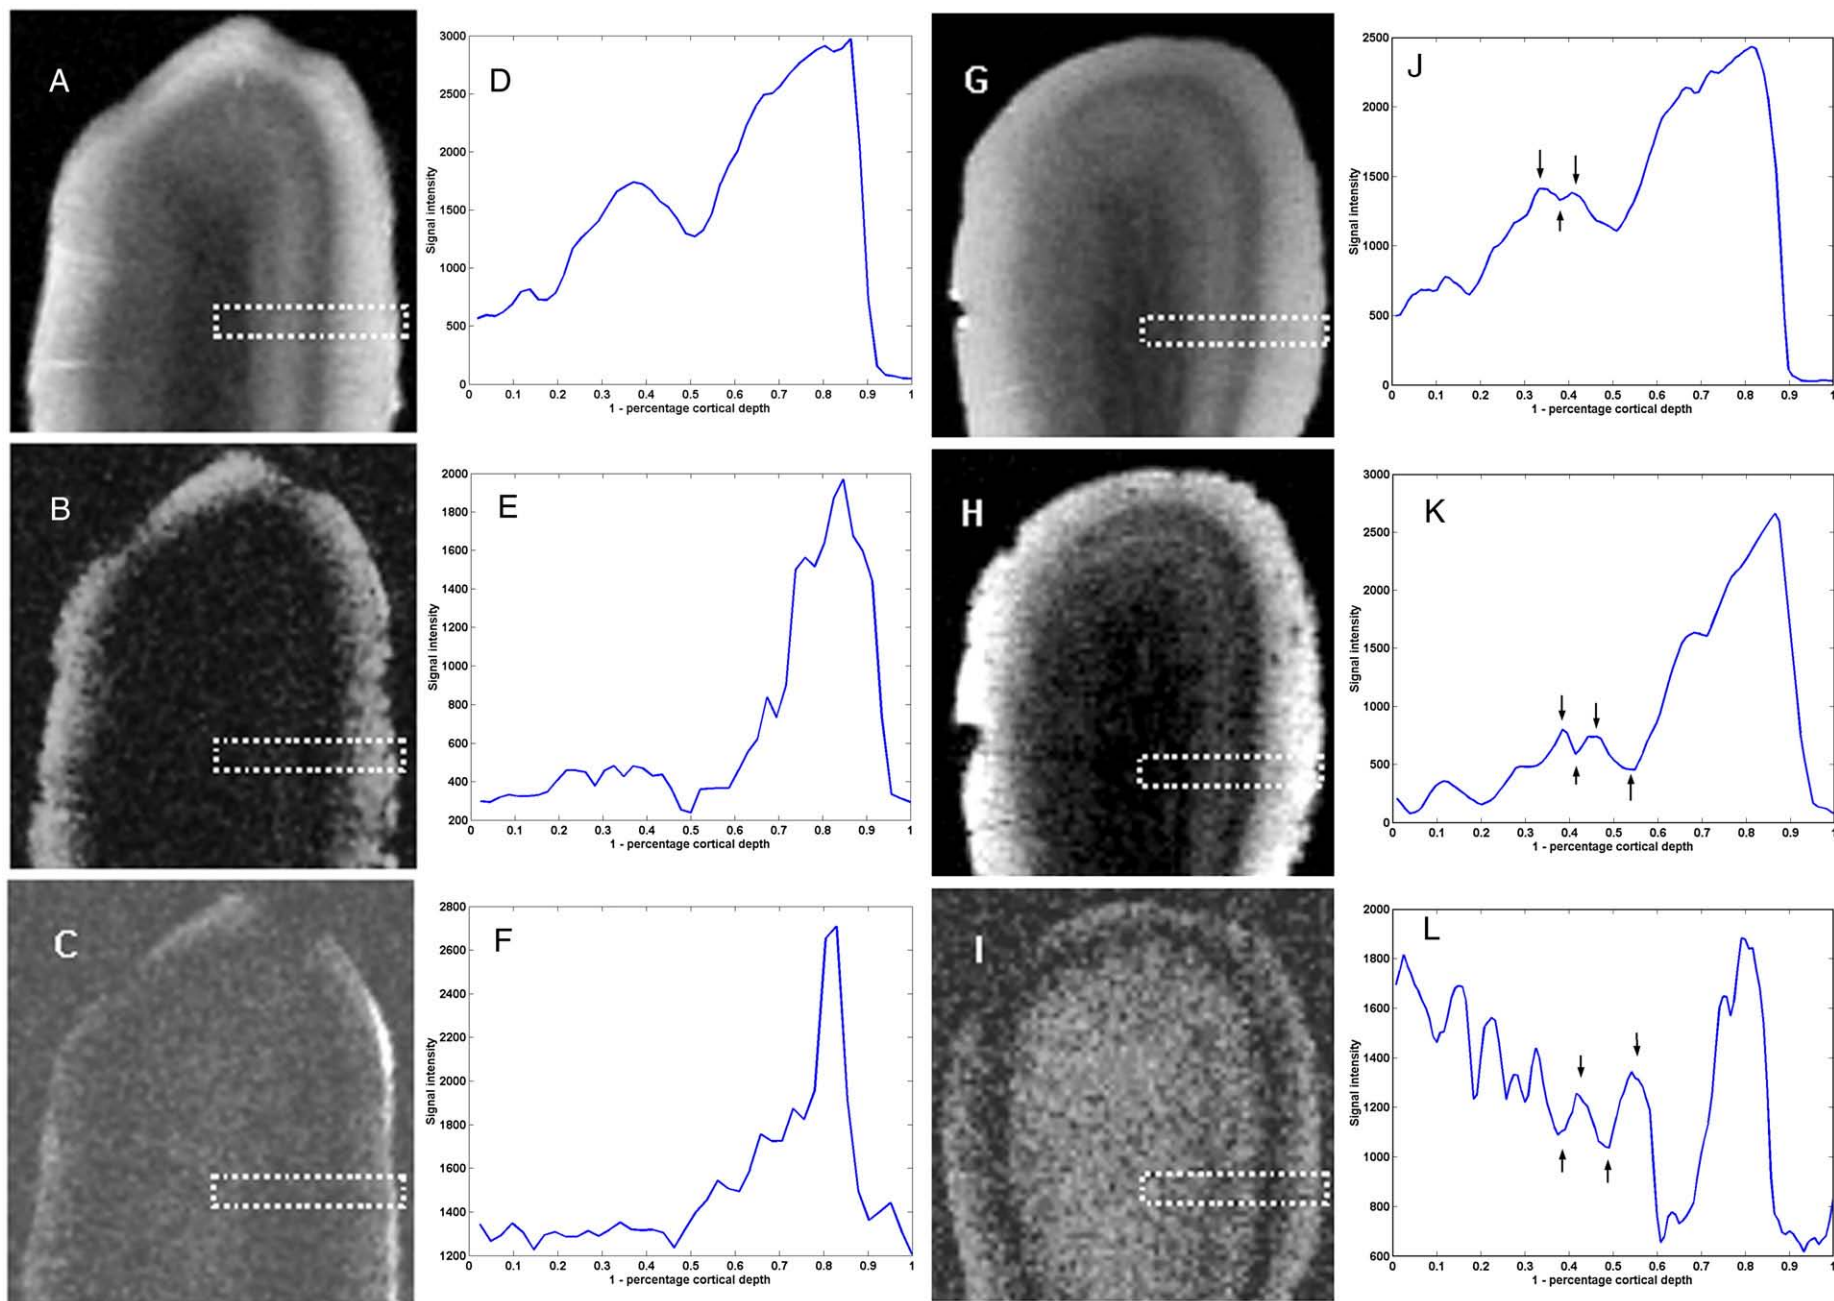 A
D
3000
2500
2000
1500
1000
500
0
Signal intensity
0 0.1 0.2 0.3 0.4 0.5 0.6 0.7 0.8 0.9 1
1 - percentage cortical depth
G
J
2500
2000
1500
1000
500
0
Signal intensity
0 0.1 0.2 0.3 0.4 0.5 0.6 0.7 0.8 0.9 1
1 - percentage cortical depth
B
E
2000
1800
1600
1400
1200
1000
800
600
400
200
Signal intensity
0 0.1 0.2 0.3 0.4 0.5 0.6 0.7 0.8 0.9 1
1 - percentage cortical depth
H
K
3000
2500
2000
1500
1000
500
0
Signal intensity
0 0.1 0.2 0.3 0.4 0.5 0.6 0.7 0.8 0.9 1
1 - percentage cortical depth
C
F
2800
2600
2400
2200
2000
1800
1600
1400
1200
Signal intensity
0 0.1 0.2 0.3 0.4 0.5 0.6 0.7 0.8 0.9 1
1 - percentage cortical depth
I
L
2000
1800
1600
1400
1200
1000
800
600
Signal intensity
0 0.1 0.2 0.3 0.4 0.5 0.6 0.7 0.8 0.9 1
1 - percentage cortical depth